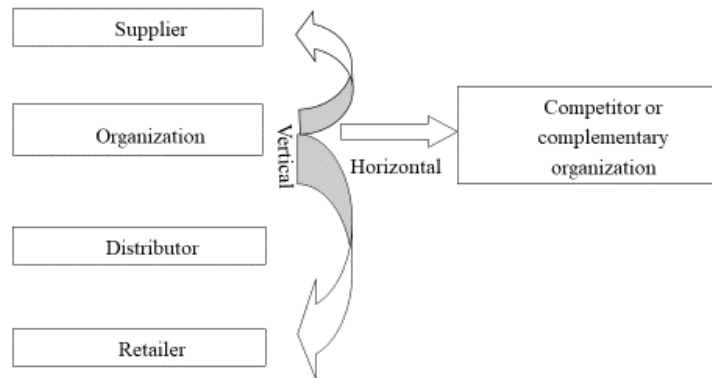 Supplier
Organization
Vertical
Horizontal
Competitor or
complementary
organization
Distributor
Retailer